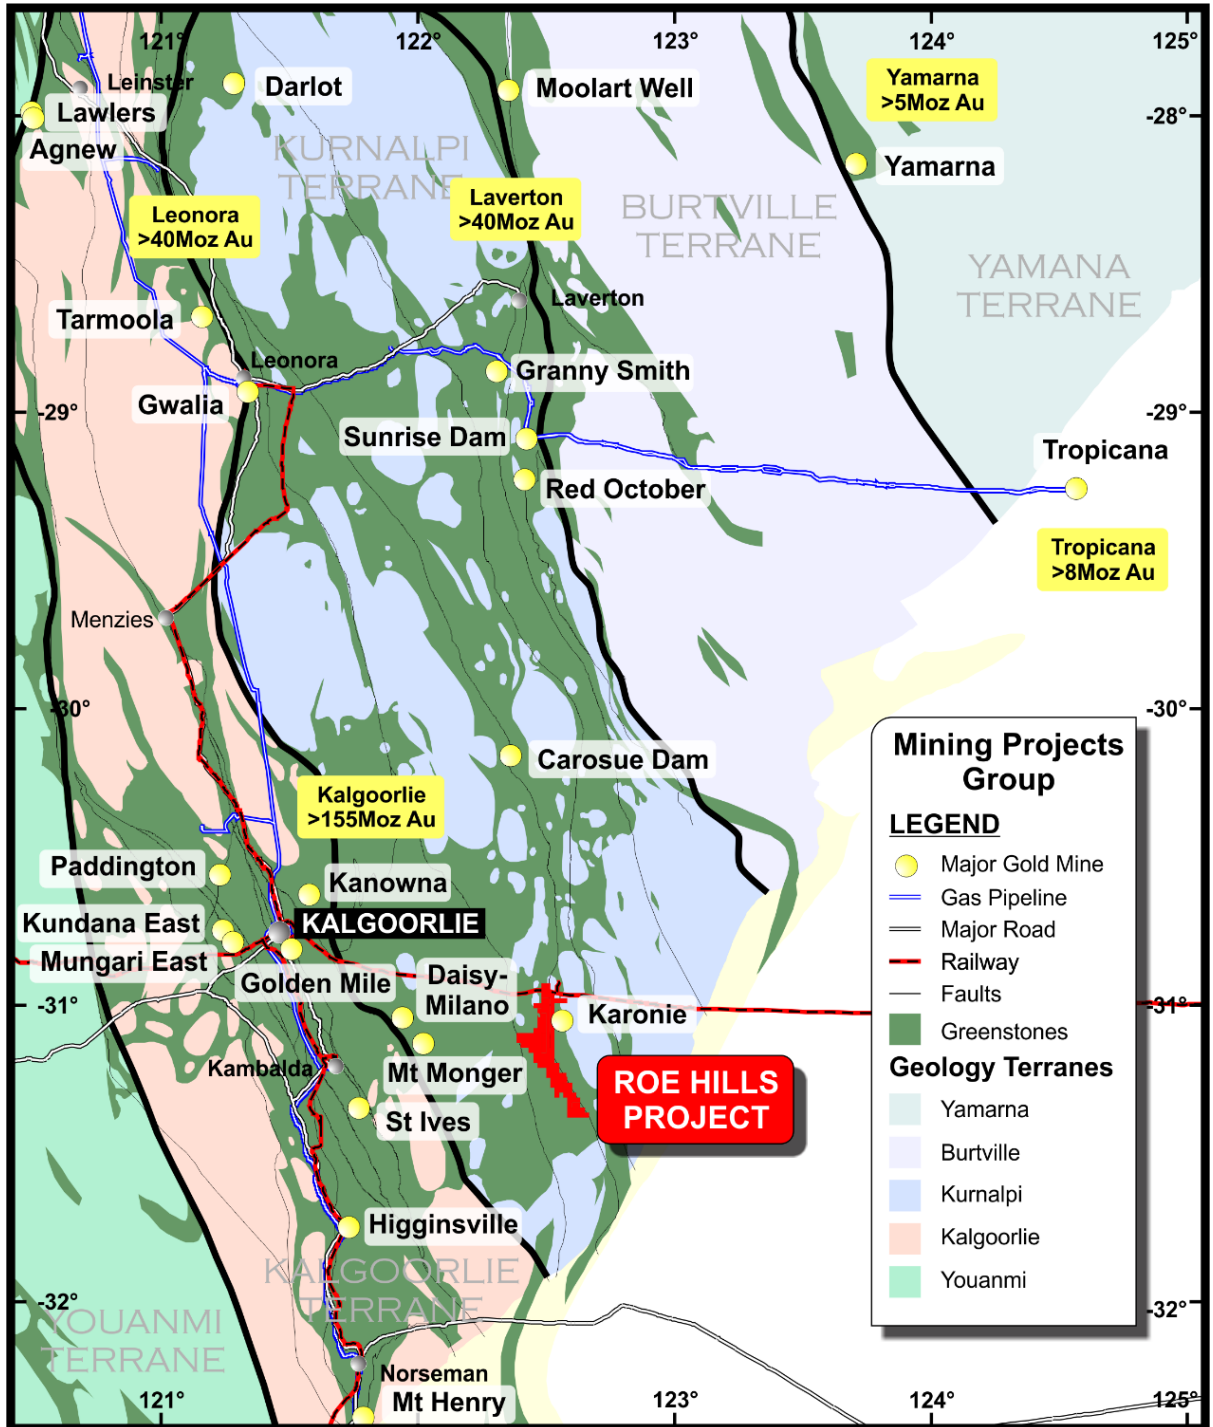 121°
122°
123°
124°
125°
Leinster
Darlot
Moolart Well
Yamarna
>5Moz Au
Lawlers
-28°
-28°
Agnew
KURNALPI
TERRANE
Yamarna
Leonora
>40Moz Au
Laverton
>40Moz Au
BURTVILLE
TERRANE
YAMANA
TERRANE
Laverton
Tarmoola
Leonora
Granny Smith
Gwalia
-29°
-29°
Sunrise Dam
Tropicana
Red October
Tropicana
>8Moz Au
Menzies
-30°
-30°
Carosue Dam
Kalgoorlie
>155Moz Au
Paddington
Kanowna
Kundana East
KALGOORLIE
Mungari East
Golden Mile
Daisy-
Milano
-31°
-31°
Karonie
Kambalda
Mt Monger
ROE HILLS
PROJECT
St Ives
Higginsville
KALGOORLIE
TERRANE
-32°
-32°
YOUANMI
TERRANE
Norseman
Mt Henry
121°
122°
123°
124°
125°
Mining Projects
Group
LEGEND
Major Gold Mine
Gas Pipeline
Major Road
Railway
Faults
Greenstones
Geology Terranes
Yamarna
Burtville
Kurnalpi
Kalgoorlie
Youanmi